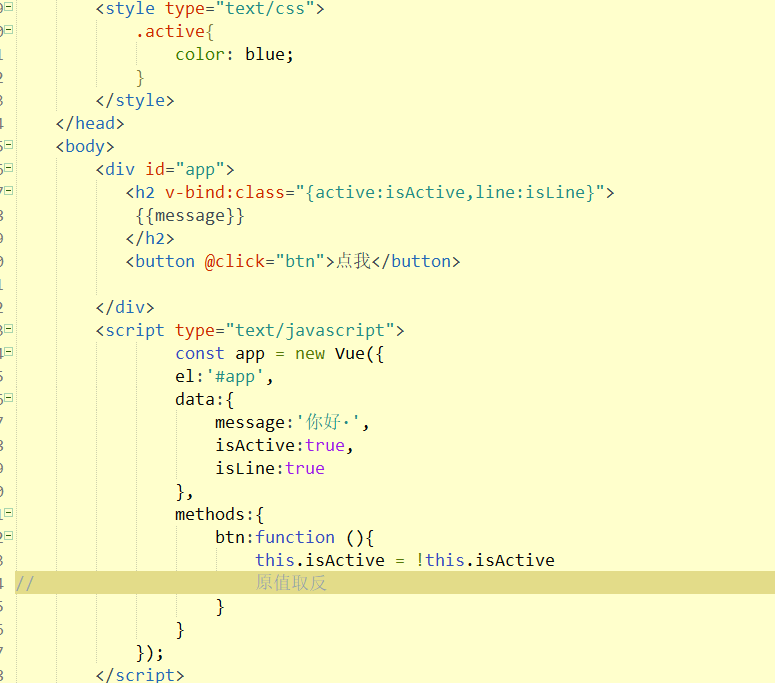 <style type="text/css">
.active{
color: blue;
}
</style>
</head>
<body>
<div id="app">
<h2 v-bind:class="{active:isActive,line:isLine}">
{{message}}
</h2>
<button @click="btn">点我</button>
</div>
<script type="text/javascript">
const app = new Vue({
el:'#app',
data:{
message:'你好·',
isActive:true,
isLine:true
},
methods:{
btn:function (){
this.isActive = !this.isActive
// 原值取反
}
}
});
</script>